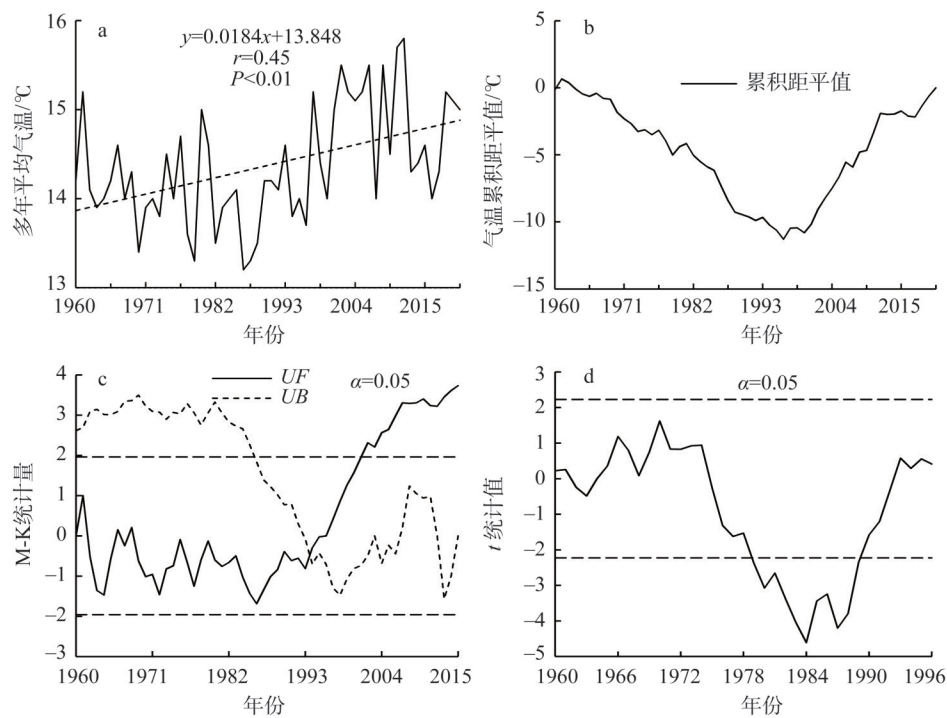 a
y=0.0184x+13.848
r=0.45
P<0.01
多年平均气温/℃
16
15
14
13
1960 1971 1982 1993 2004 2015
年份
b
累积距平值
气温累积距平值/℃
5
0
–5
–10
–15
1960 1971 1982 1993 2004 2015
年份
c
UF
UB
α=0.05
M-K统计量
4
3
2
1
0
–1
–2
–3
1960 1971 1982 1993 2004 2015
年份
d
α=0.05
t 统计值
3
2
1
0
–1
–2
–3
–4
–5
1960 1966 1972 1978 1984 1990 1996
年份